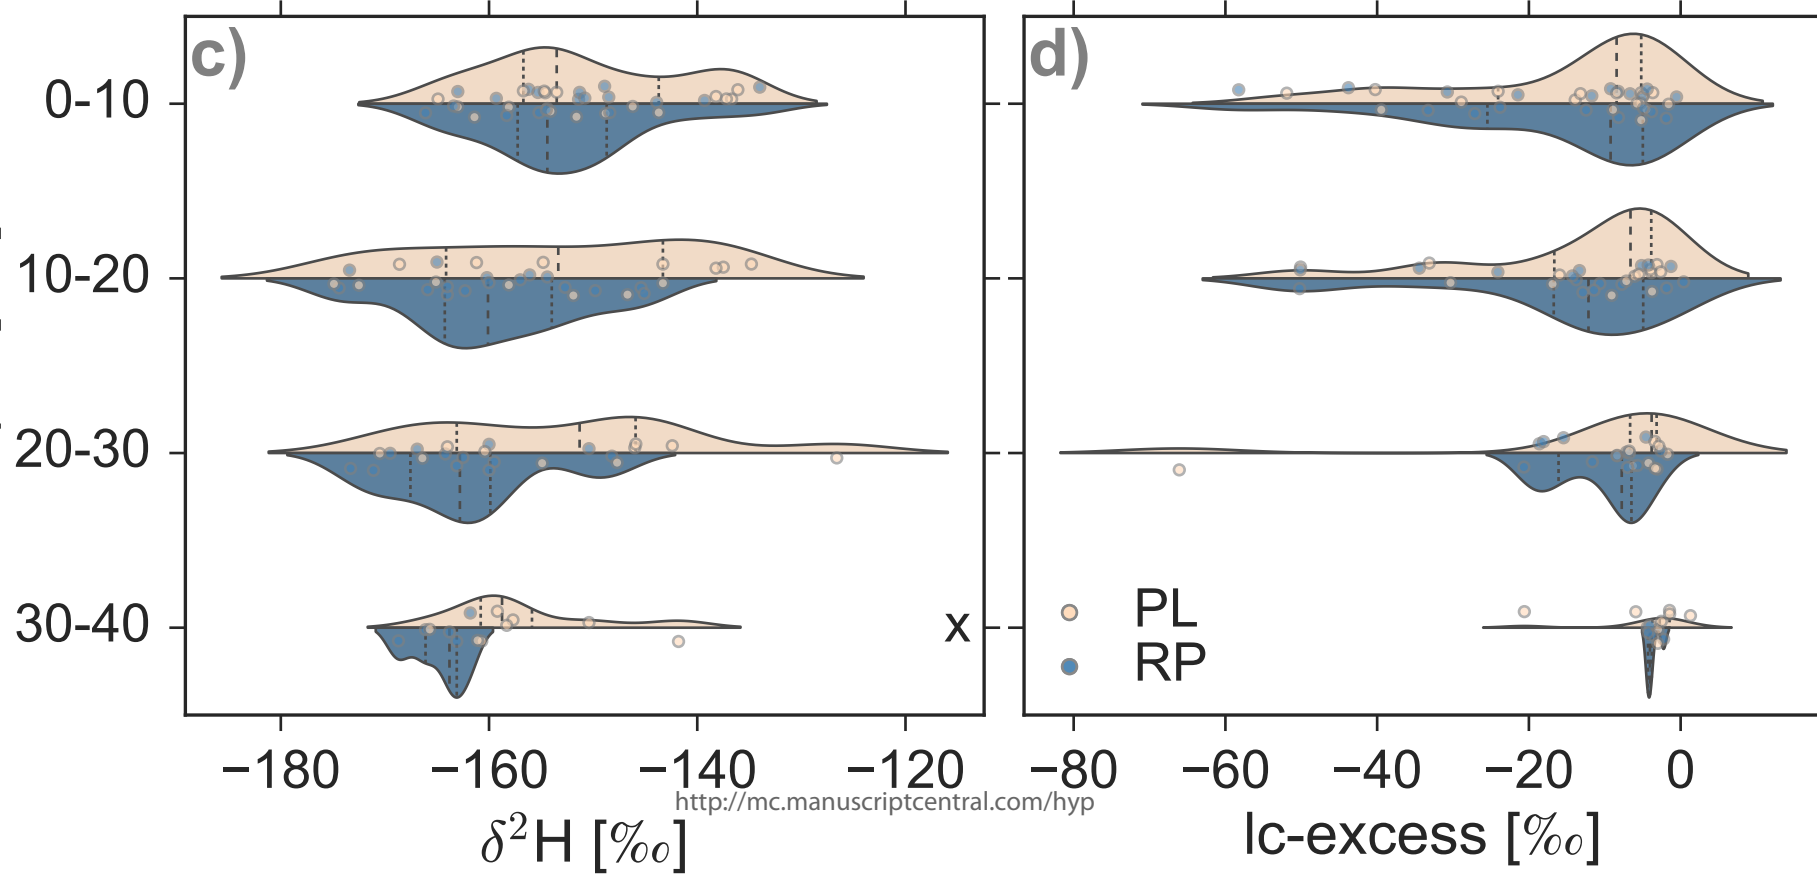 c)
d)
0-10
10-20
20-30
30-40
x
PL
RP
−180 −160 −140 −120
−80 −60 −40 −20 0
http://mc.manuscriptcentral.com/hyp
δ²H [‰]
lc-excess [‰]